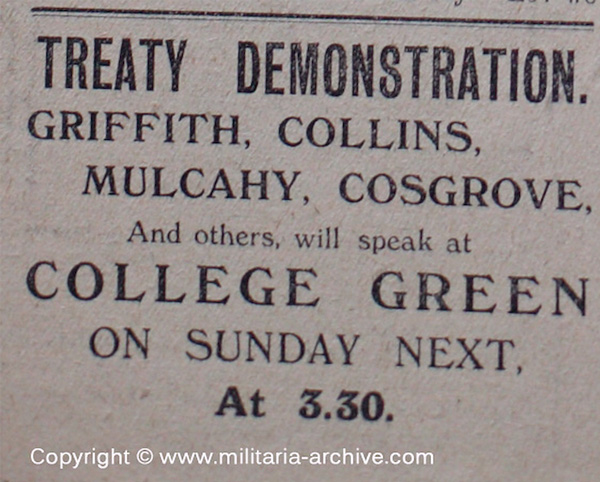 TREATY DEMONSTRATION.
GRIFFITH, COLLINS,
MULCAHY, COSGROVE,
And others, will speak at
COLLEGE GREEN
ON SUNDAY NEXT,
At 3.30.
Copyright © www.militaria-archive.com